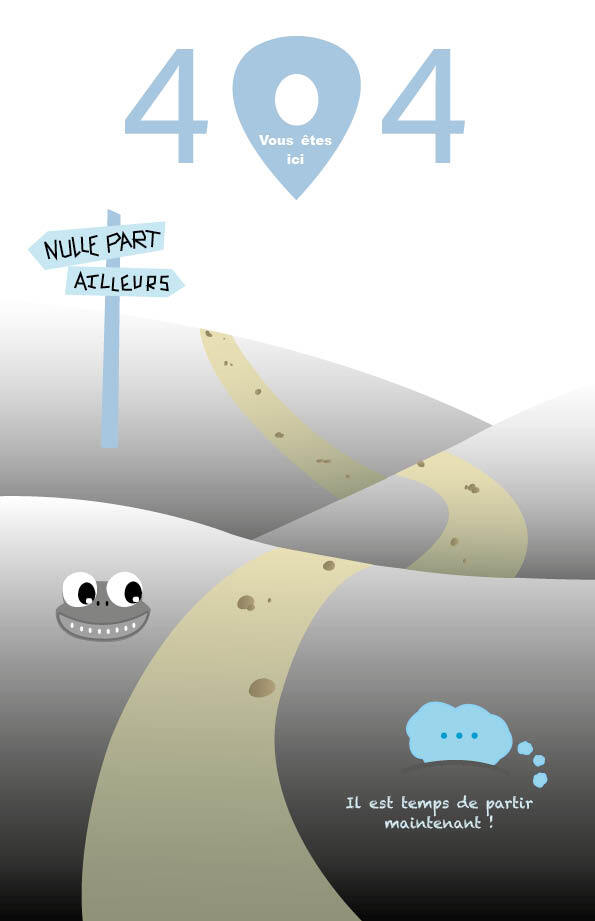 404
Vous êtes
ici
NULLE PART
AILLEURS
Il est temps de partir
maintenant !